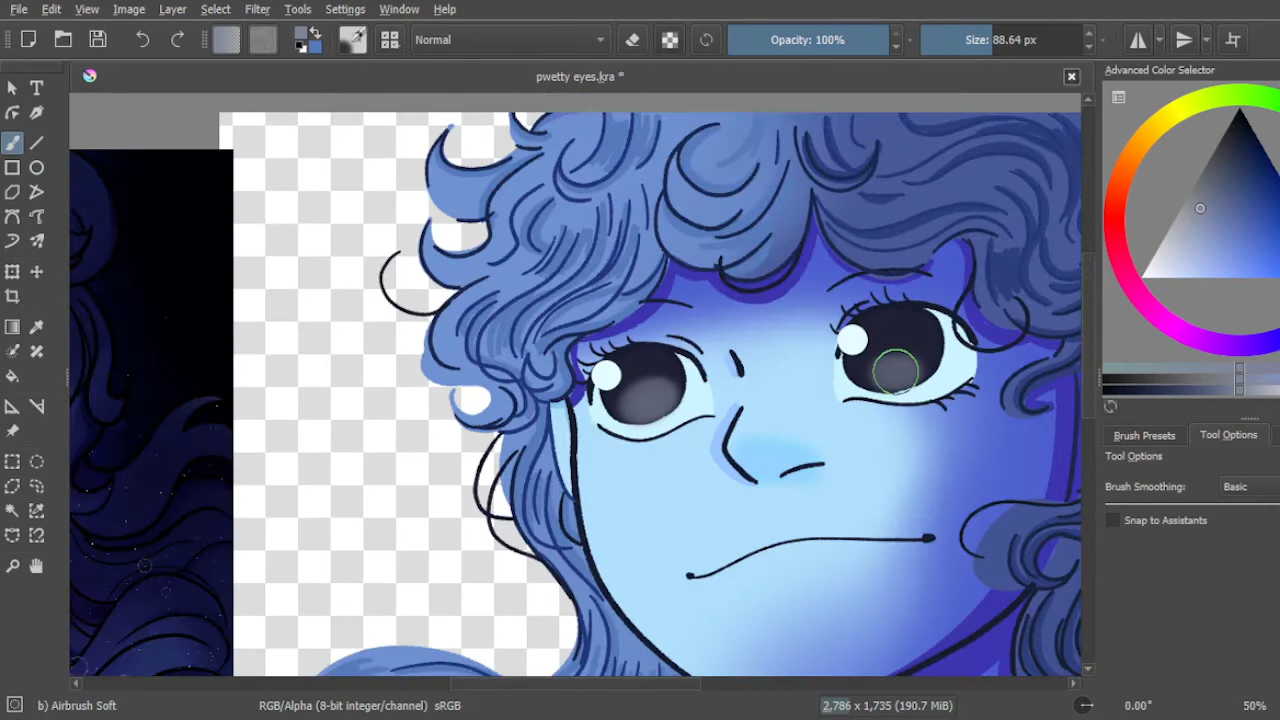 File Edit View Image Layer Select Filter Tools Settings Window Help
Normal Opacity: 100% Size: 88.64 px
pwetty eyes.kra *
Advanced Color Selector
Brush Presets Tool Options
Tool Options
Brush Smoothing: Basic
Snap to Assistants
b) Airbrush Soft RGB/Alpha (8-bit integer/channel) sRGB 2,786 x 1,735 (190.7 MiB) 0.00° 50%